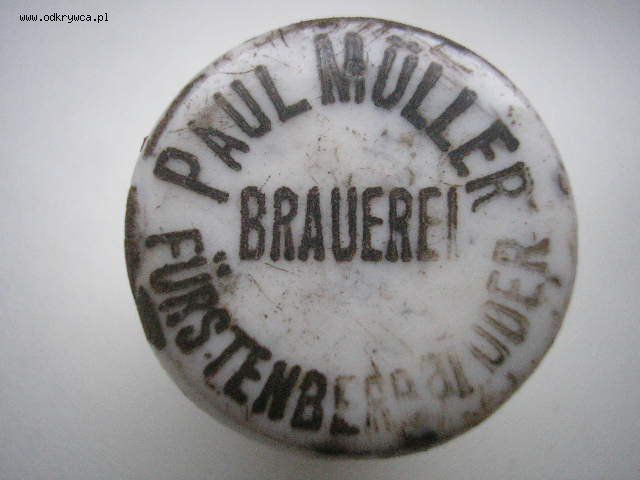 www.odkrywca.pl
PAUL MÜLLER
BRAUEREI
FÜRSTENBERG a/ ODER